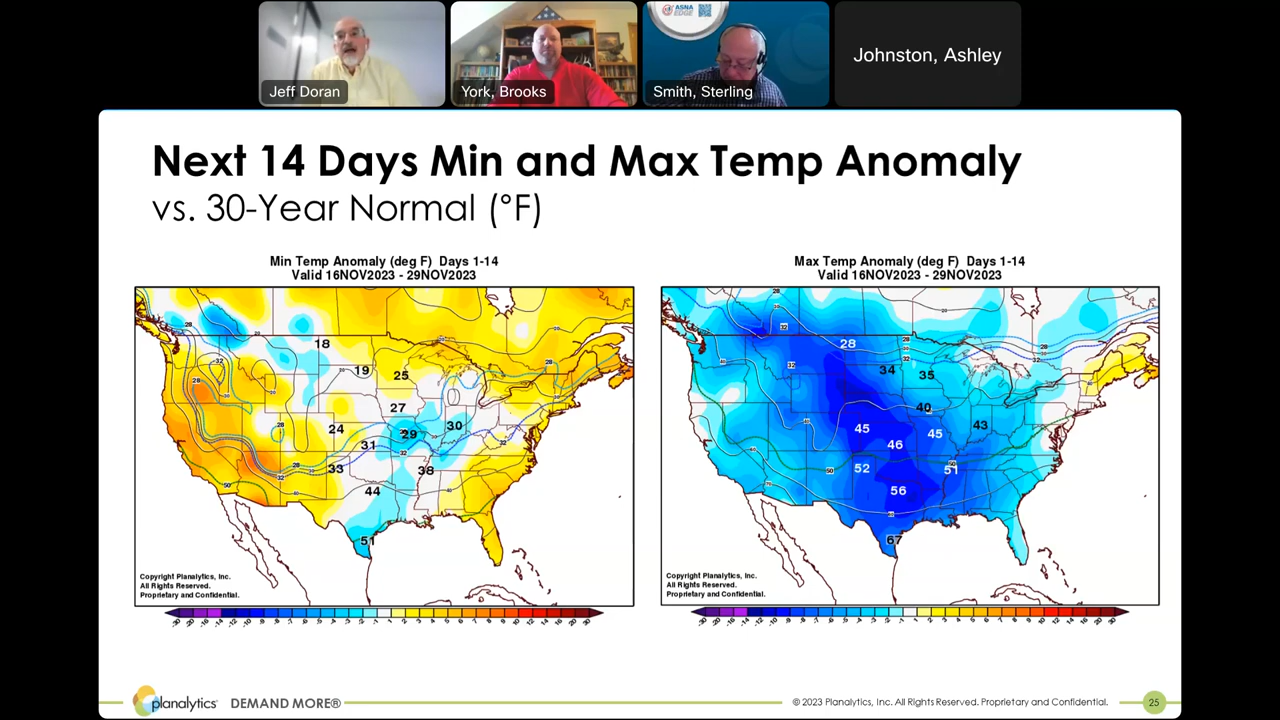 ASNA
EDGE
Johnston, Ashley
Jeff Doran
York, Brooks
Smith, Sterling
Next 14 Days Min and Max Temp Anomaly
vs. 30-Year Normal (°F)
Min Temp Anomaly (deg F) Days 1-14
Valid 16NOV2023 - 29NOV2023
18
19
25
27
24
29
30
31
33
38
44
51
Copyright Planalytics, Inc.
All Rights Reserved.
Proprietary and Confidential.
Max Temp Anomaly (deg F) Days 1-14
Valid 16NOV2023 - 29NOV2023
28
34
35
40
45
45
43
46
52
51
56
67
Copyright Planalytics, Inc.
All Rights Reserved.
Proprietary and Confidential.
planalytics
DEMAND MORE®
© 2023 Planalytics, Inc. All Rights Reserved. Proprietary and Confidential.
25